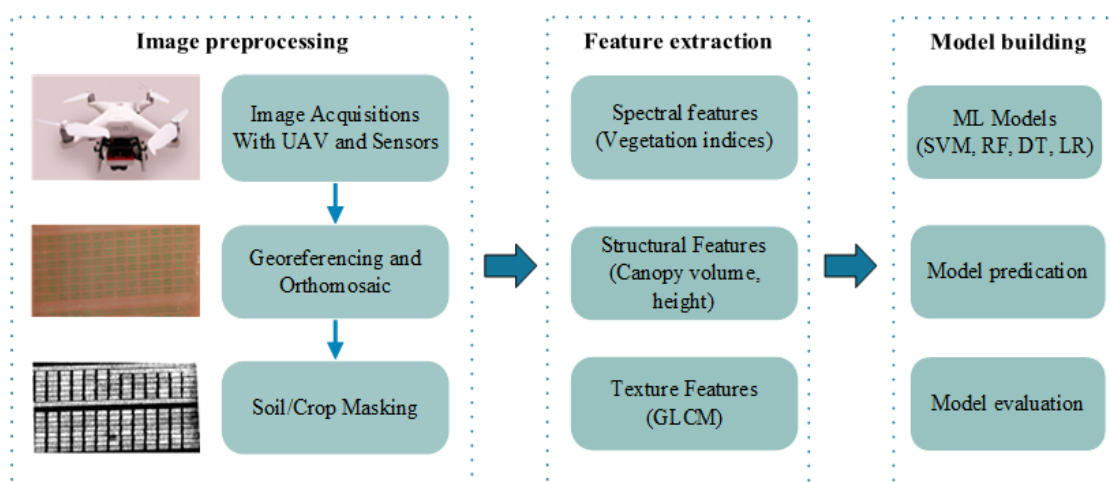 Image preprocessing
Image Acquisitions
With UAV and Sensors
Georeferencing and
Orthomosaic
Soil/Crop Masking
Feature extraction
Spectral features
(Vegetation indices)
Structural Features
(Canopy volume,
height)
Texture Features
(GLCM)
Model building
ML Models
(SVM, RF, DT, LR)
Model predication
Model evaluation